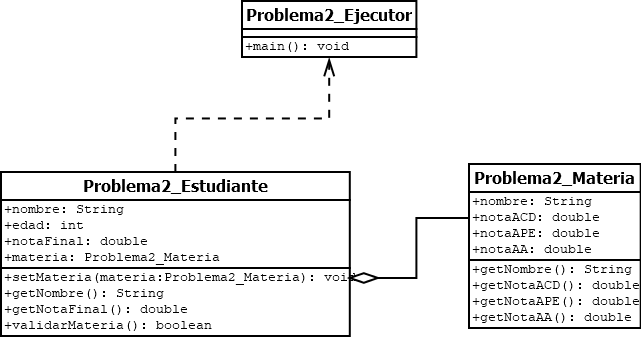 Problema2_Ejecutor
+main(): void
Problema2_Estudiante
+nombre: String
+edad: int
+notaFinal: double
+materia: Problema2_Materia
+setMateria(materia:Problema2_Materia): void
+getNombre(): String
+getNotaFinal(): double
+validarMateria(): boolean
Problema2_Materia
+nombre: String
+notaACD: double
+notaAPE: double
+notaAA: double
+getNombre(): String
+getNotaACD(): double
+getNotaAPE(): double
+getNotaAA(): double